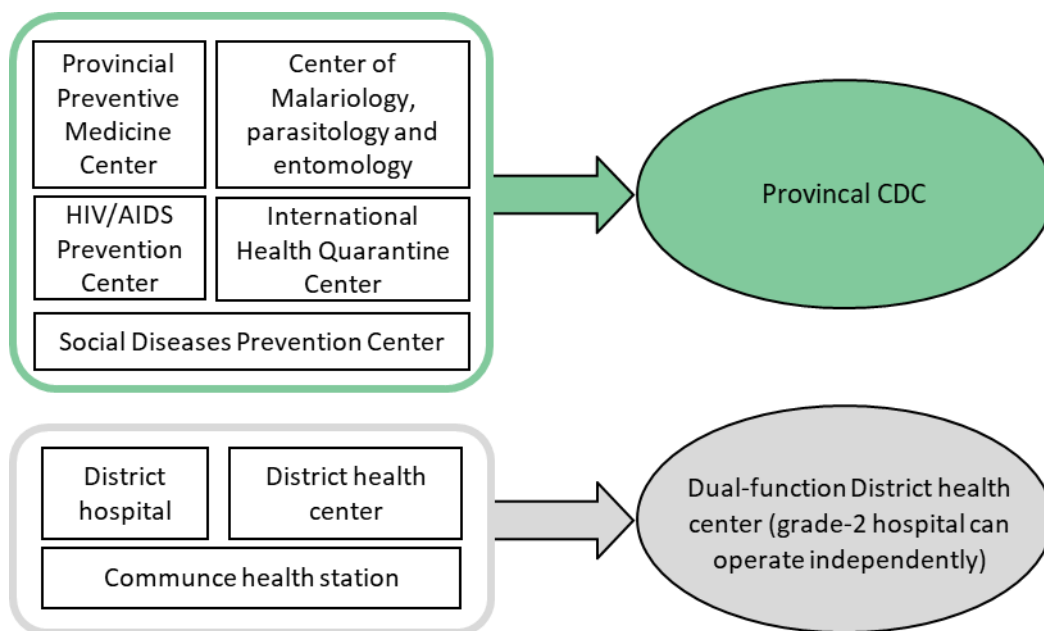 Provincial
Preventive
Medicine
Center
Center of
Malariology,
parasitology and
entomology
HIV/AIDS
Prevention
Center
International
Health Quarantine
Center
Social Diseases Prevention Center
Provincal CDC
District
hospital
District health
center
Communce health station
Dual-function District health
center (grade-2 hospital can
operate independently)